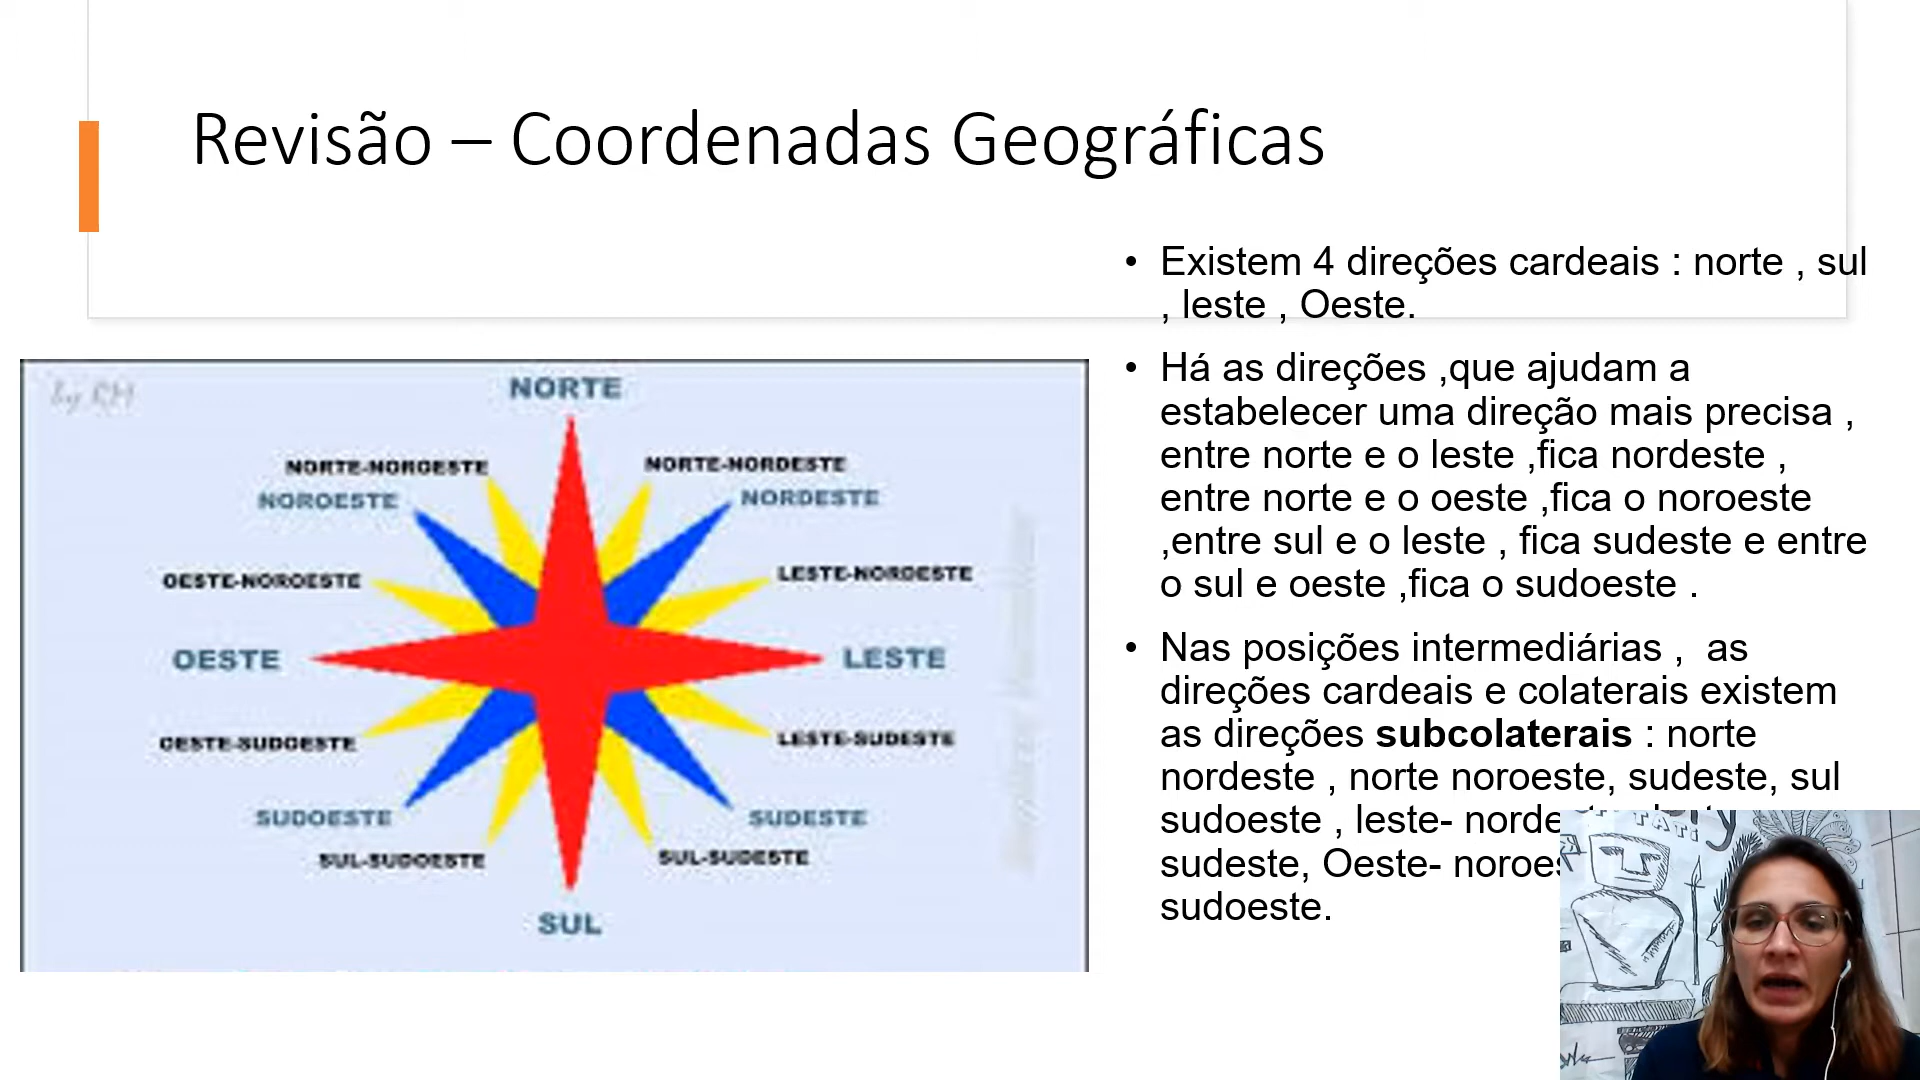 Revisão – Coordenadas Geográficas
• Existem 4 direções cardeais : norte , sul
, leste , Oeste.
• Há as direções ,que ajudam a
estabelecer uma direção mais precisa ,
entre norte e o leste ,fica nordeste ,
entre norte e o oeste ,fica o noroeste
,entre sul e o leste , fica sudeste e entre
o sul e oeste ,fica o sudoeste .
• Nas posições intermediárias , as
direções cardeais e colaterais existem
as direções subcolaterais : norte
nordeste , norte noroeste, sudeste, sul
sudoeste , leste-
sudeste, Oeste-
sudoeste.
by RM
NORTE
NORTE-NOROESTE
NORTE-NORDESTE
NOROESTE
NORDESTE
OESTE-NOROESTE
LESTE-NORDESTE
OESTE
LESTE
OESTE-SUDOESTE
LESTE-SUDESTE
SUDOESTE
SUDESTE
SUL-SUDOESTE
SUL-SUDESTE
SUL
TATi